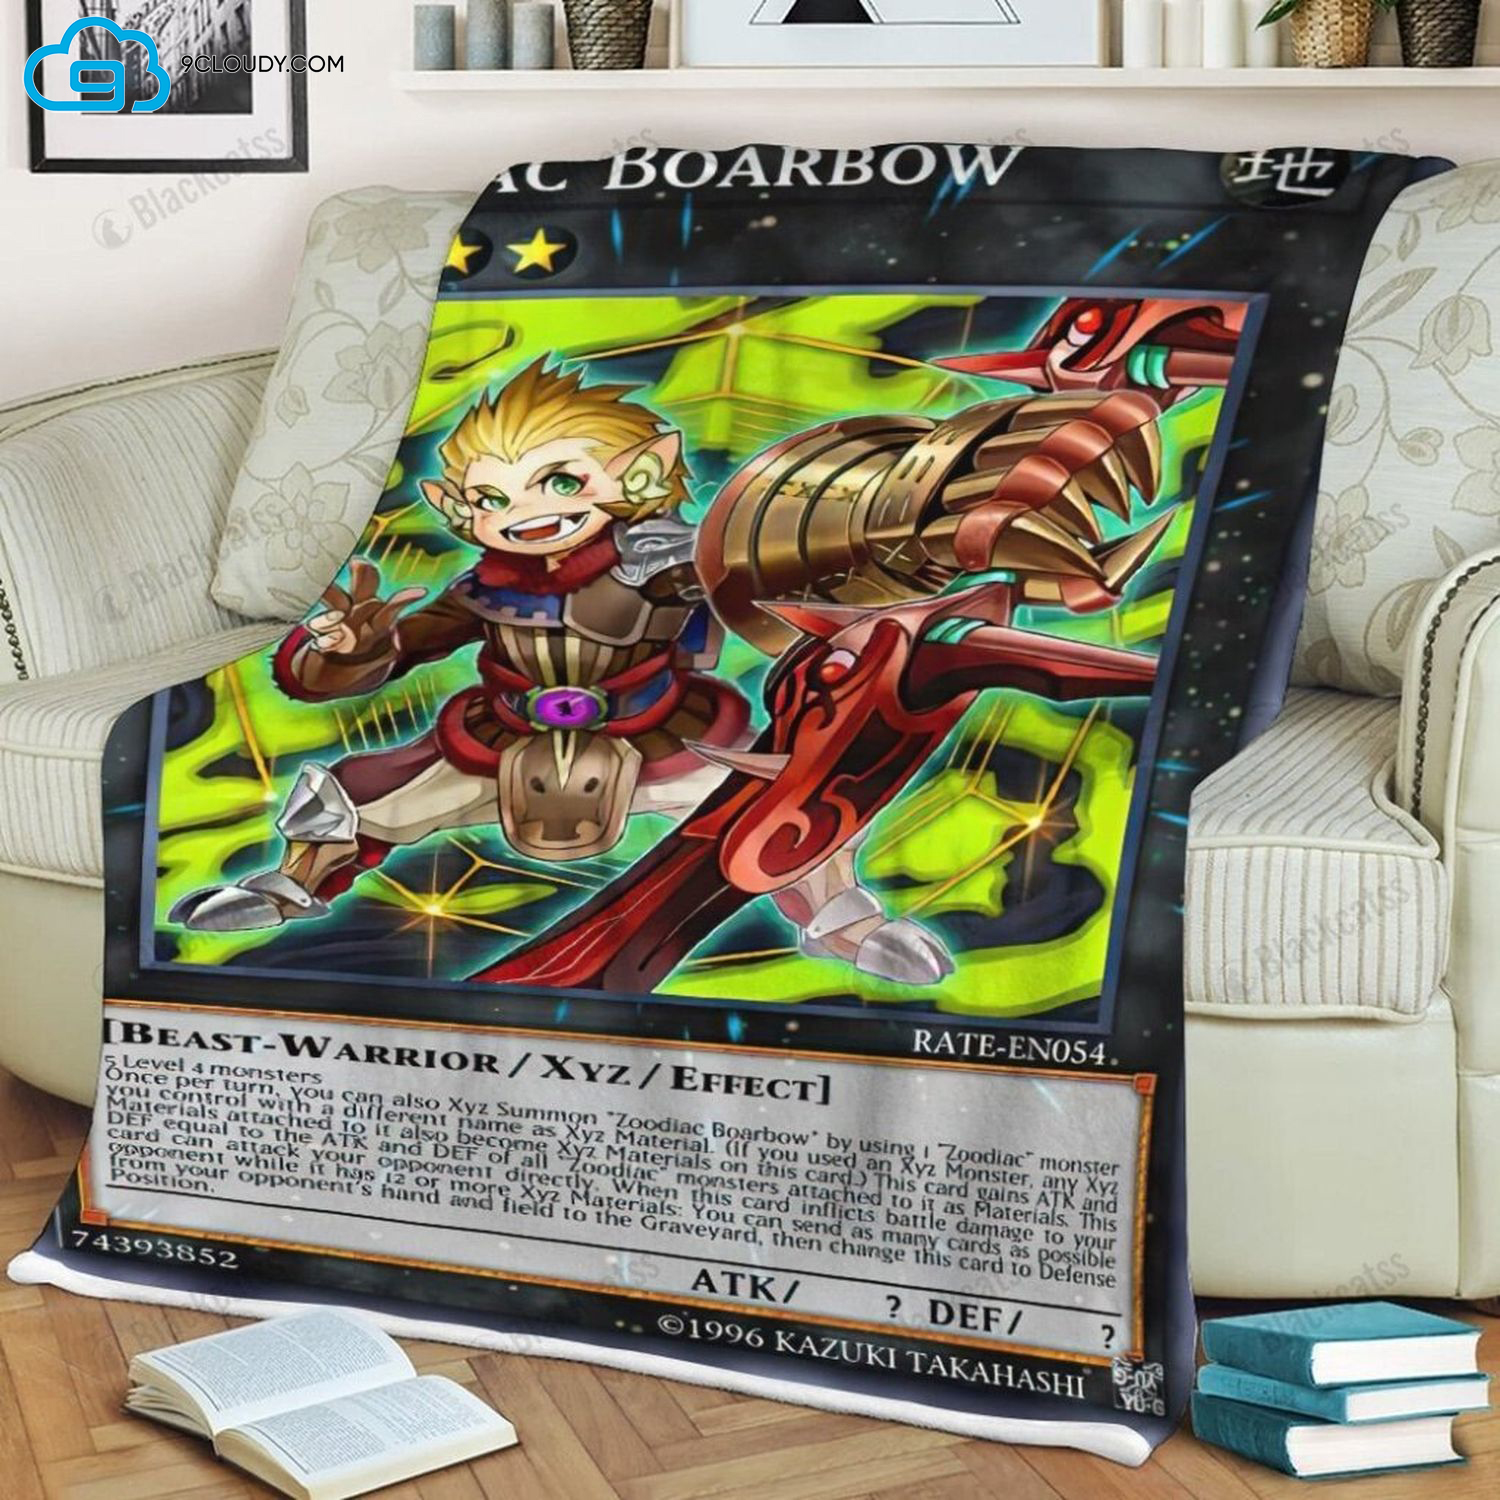 9CLOUDY.COM
AC BOARBOW
地
[BEAST-WARRIOR / XYZ / EFFECT]
RATE-EN054
5 Level 4 monsters
Once per turn, you can also Xyz Summon "Zoodiac Boarbow" by using 1 "Zoodiac" monster
you control with a different name as Xyz Material. (If you used an Xyz Monster, any Xyz
Materials attached to it also become Xyz Materials on this card.) This card gains ATK and
DEF equal to the ATK and DEF of all "Zoodiac" monsters attached to it as Materials. This
card can attack your opponent directly. When this card inflicts battle damage to your
opponent while it has 12 or more Xyz Materials: You can send as many cards as possible
from your opponent's hand and field to the Graveyard, then change this card to Defense
Position.
ATK/ ? DEF/ ?
74393852
©1996 KAZUKI TAKAHASHI
Blackcatss
Blackcatss
Blackcatss
Blackcatss
Blackcatss
Blackcatss